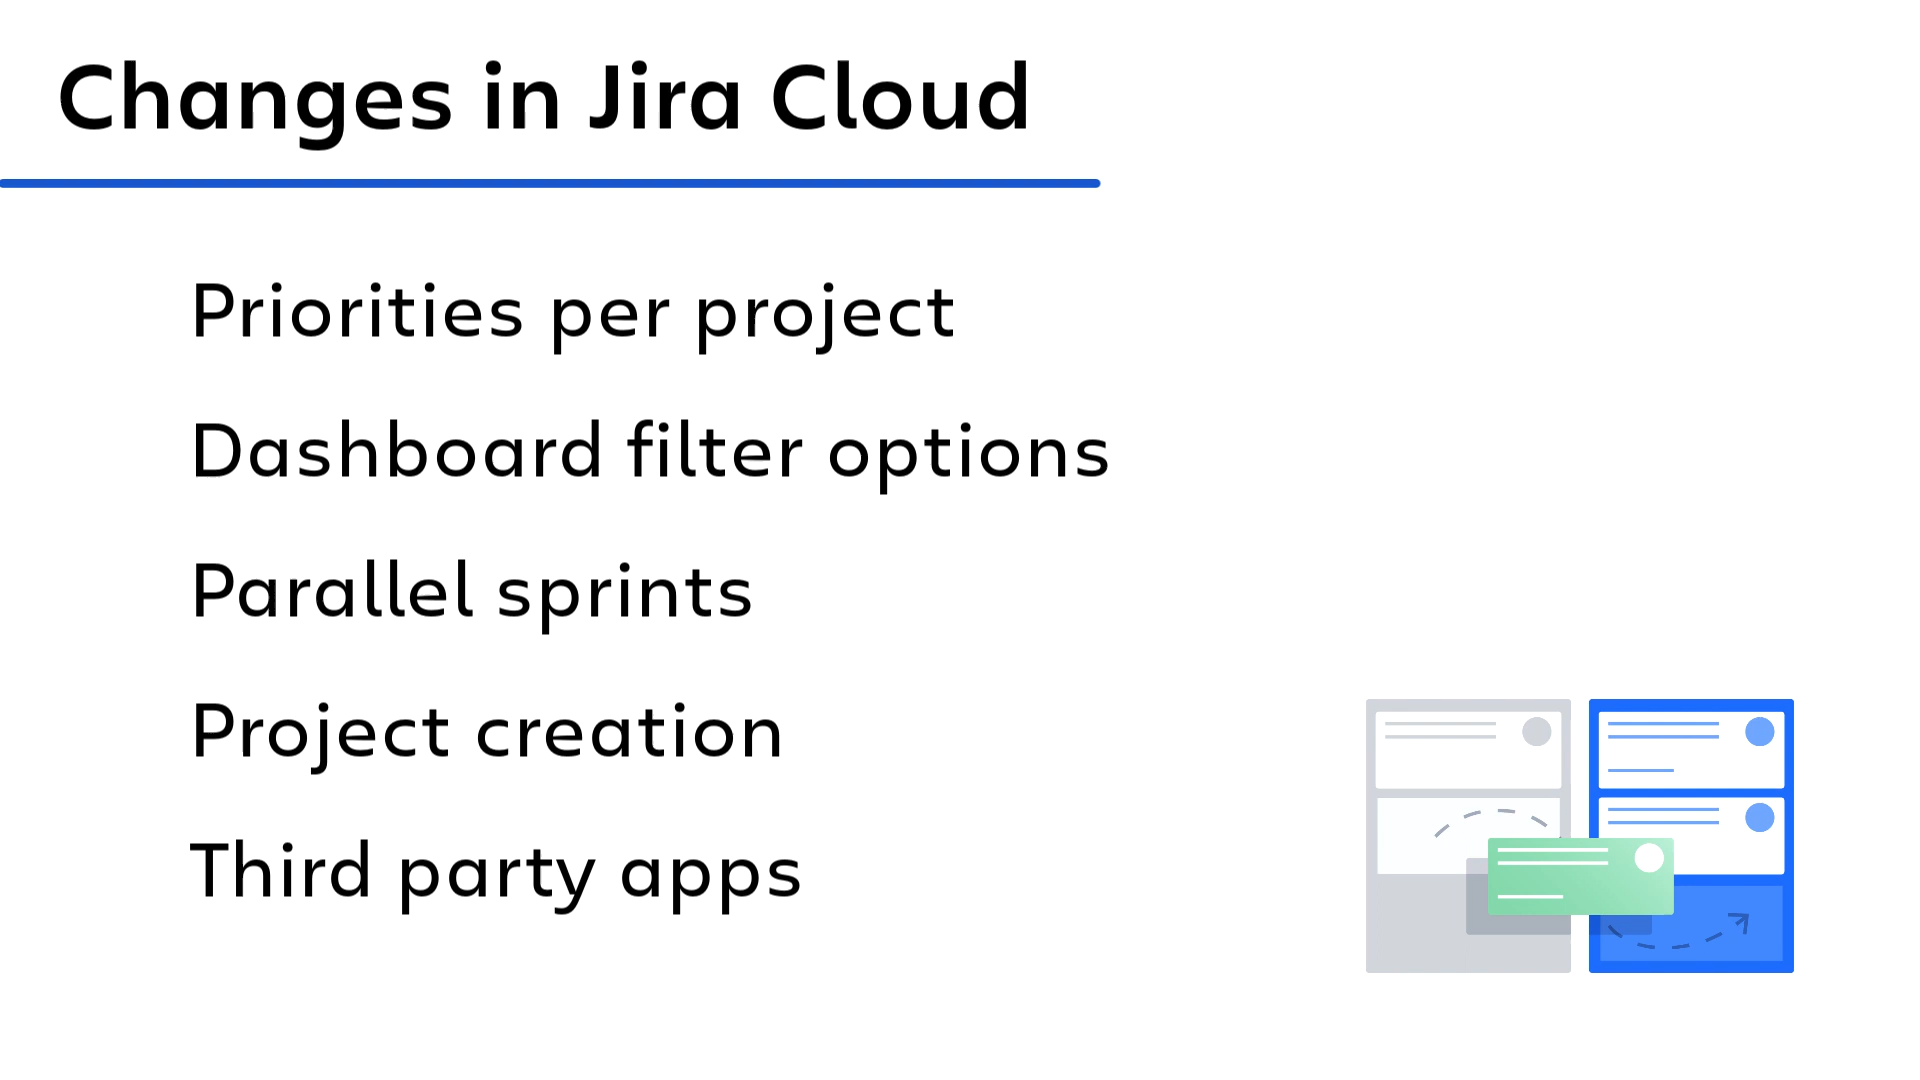 Changes in Jira Cloud
Priorities per project
Dashboard filter options
Parallel sprints
Project creation
Third party apps